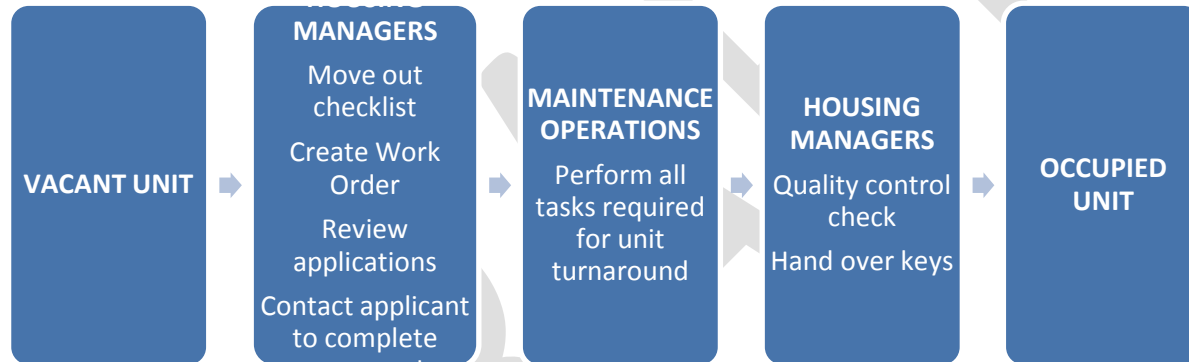 VACANT UNIT
HOUSING
MANAGERS
Move out
checklist
Create Work
Order
Review
applications
Contact applicant
to complete
MAINTENANCE
OPERATIONS
Perform all
tasks required
for unit
turnaround
HOUSING
MANAGERS
Quality control
check
Hand over keys
OCCUPIED
UNIT